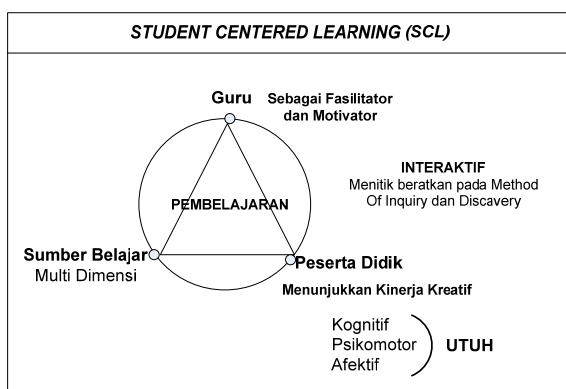 STUDENT CENTERED LEARNING (SCL)
Guru
Sebagai Fasilitator
dan Motivator
INTERAKTIF
Menitik beratkan pada Method
Of Inquiry dan Discavery
PEMBELAJARAN
Sumber Belajar
Multi Dimensi
Peserta Didik
Menunjukkan Kinerja Kreatif
Kognitif
Psikomotor
Afektif
UTUH